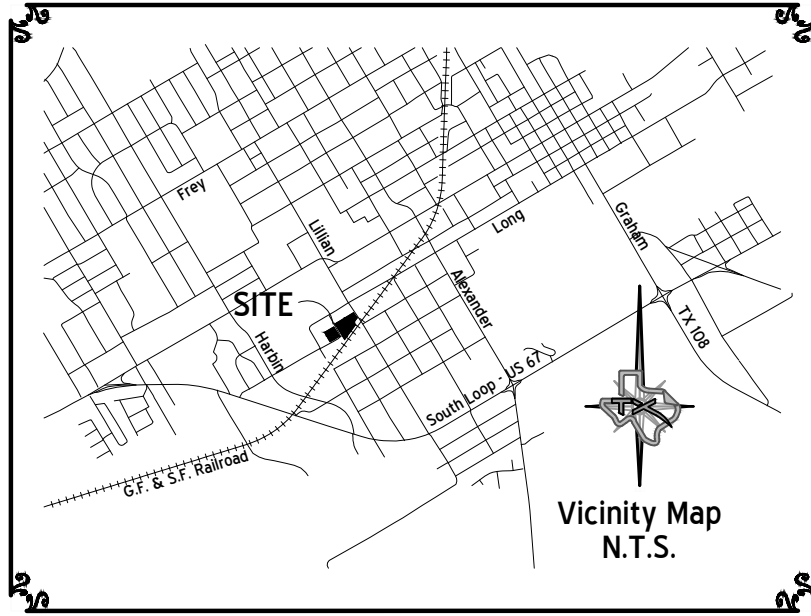 Frey
Lillian
Long
Graham
Alexander
SITE
Harbin
TX 108
South Loop - US 67
G.F. & S.F. Railroad
TX
Vicinity Map
N.T.S.